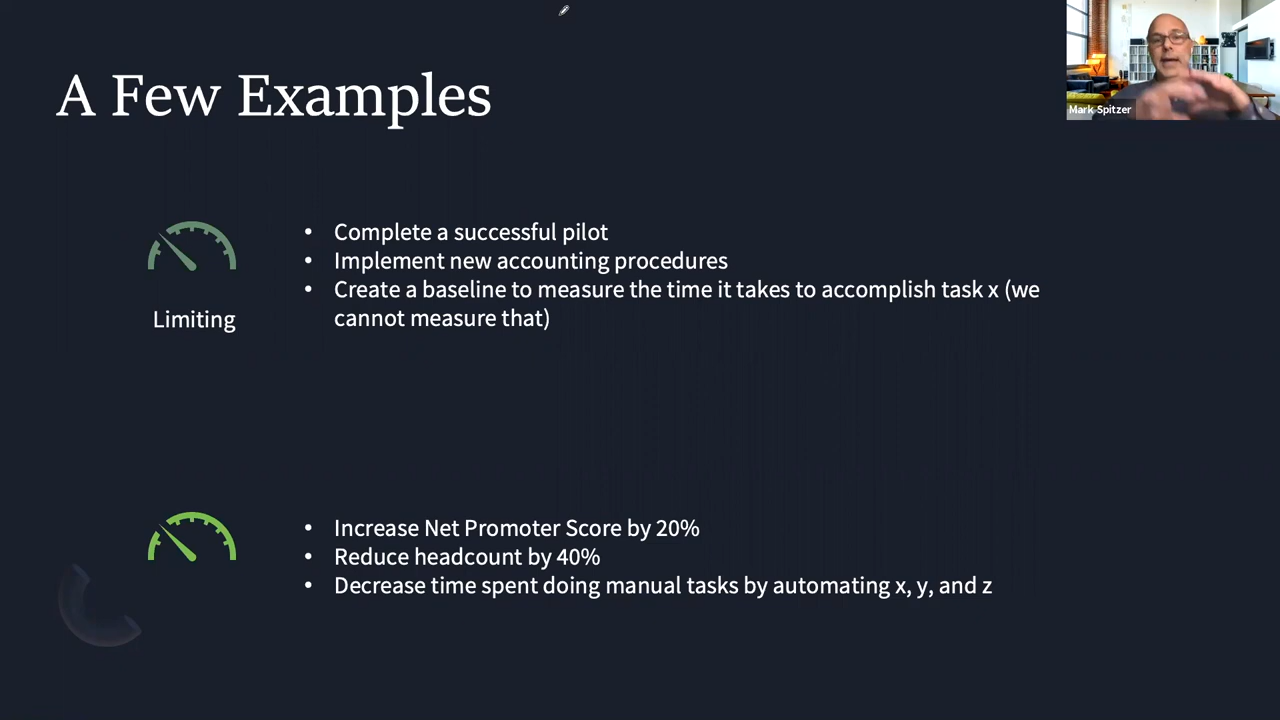 A Few Examples
Mark Spitzer
• Complete a successful pilot
• Implement new accounting procedures
• Create a baseline to measure the time it takes to accomplish task x (we
cannot measure that)
Limiting
• Increase Net Promoter Score by 20%
• Reduce headcount by 40%
• Decrease time spent doing manual tasks by automating x, y, and z